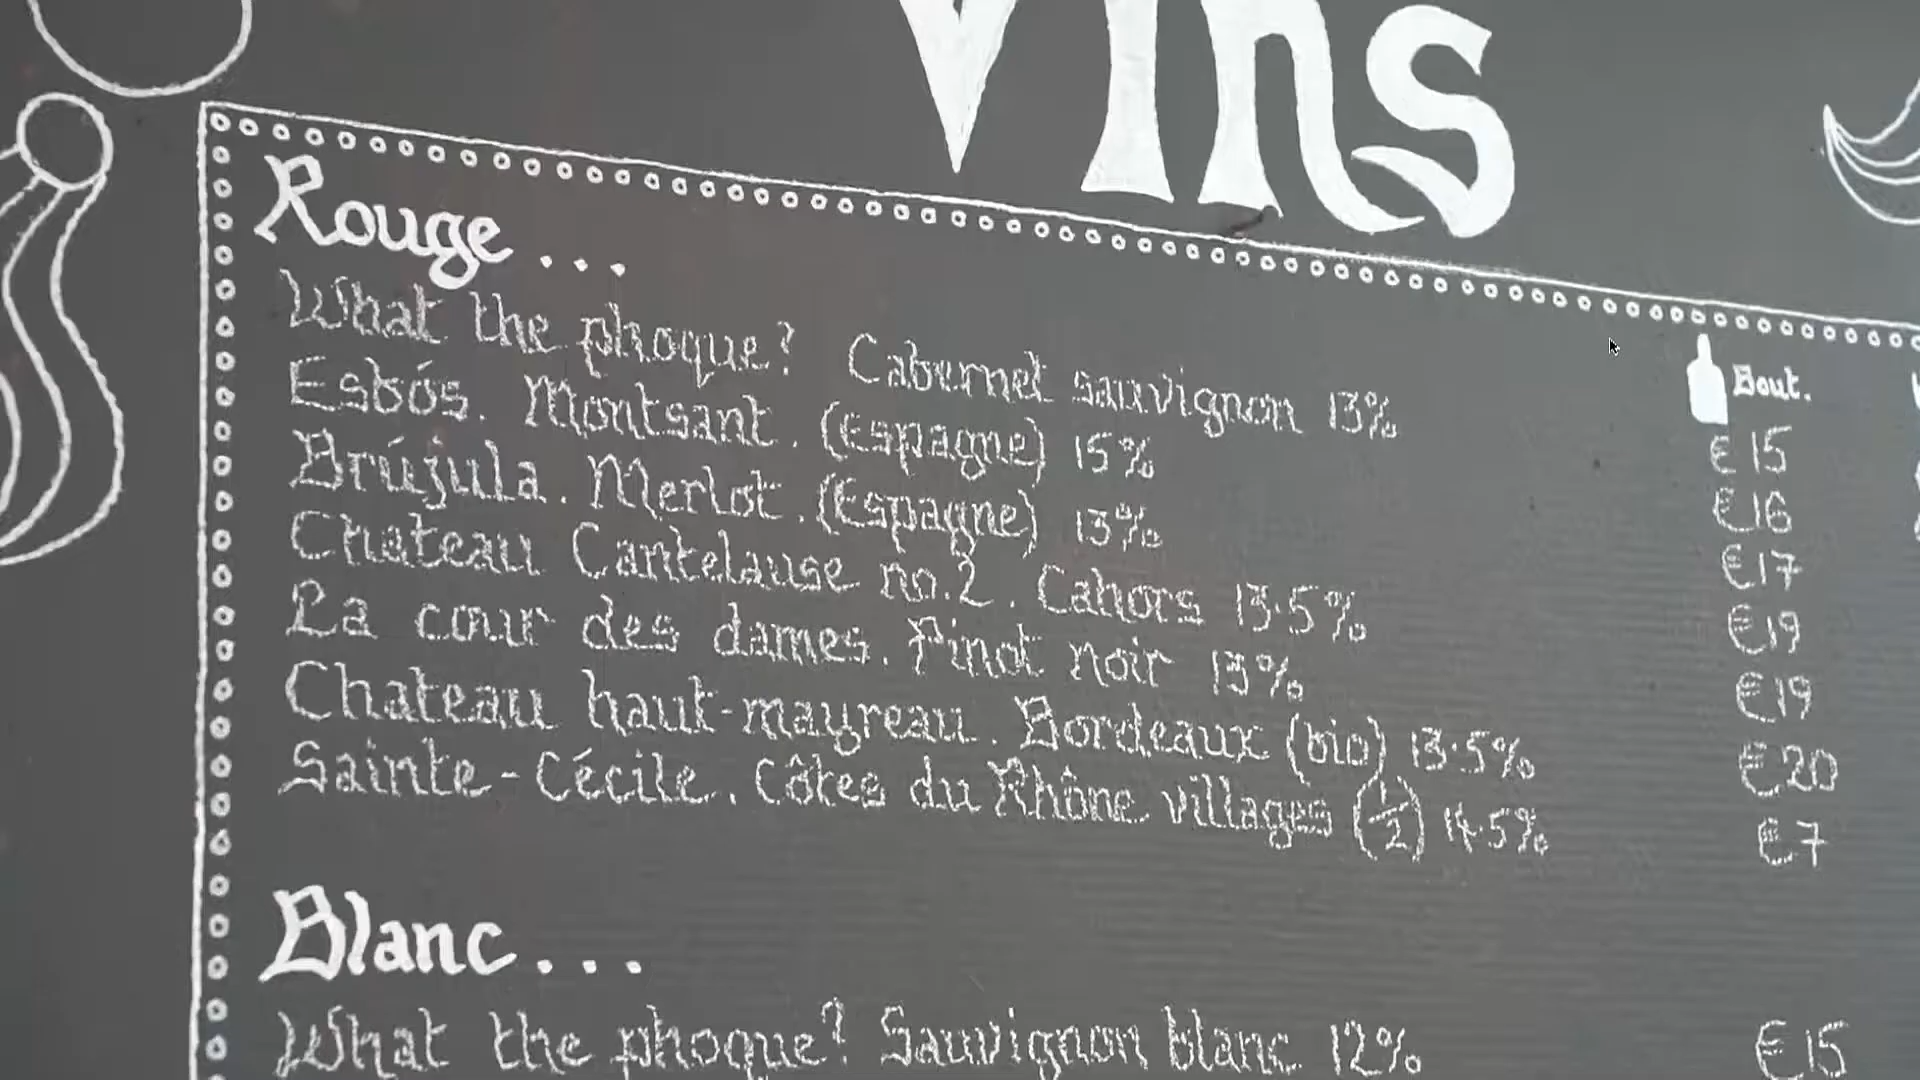 Vins
Rouge...
Bout.
What the phoque? Cabernet sauvignon 13% €15
Esbós. Montsant. (Espagne) 15% €16
Brújula. Merlot. (Espagne) 13% €17
Chateau Cantelause no.2. Cahors 13.5% €19
La cour des dames. Pinot noir 13% €19
Chateau haut-mayreau. Bordeaux (bio) 13.5% €20
Sainte-Cécile. Côtes du Rhône villages (1/2) 14.5% €7
Blanc...
What the phoque? Sauvignon blanc 12% €15